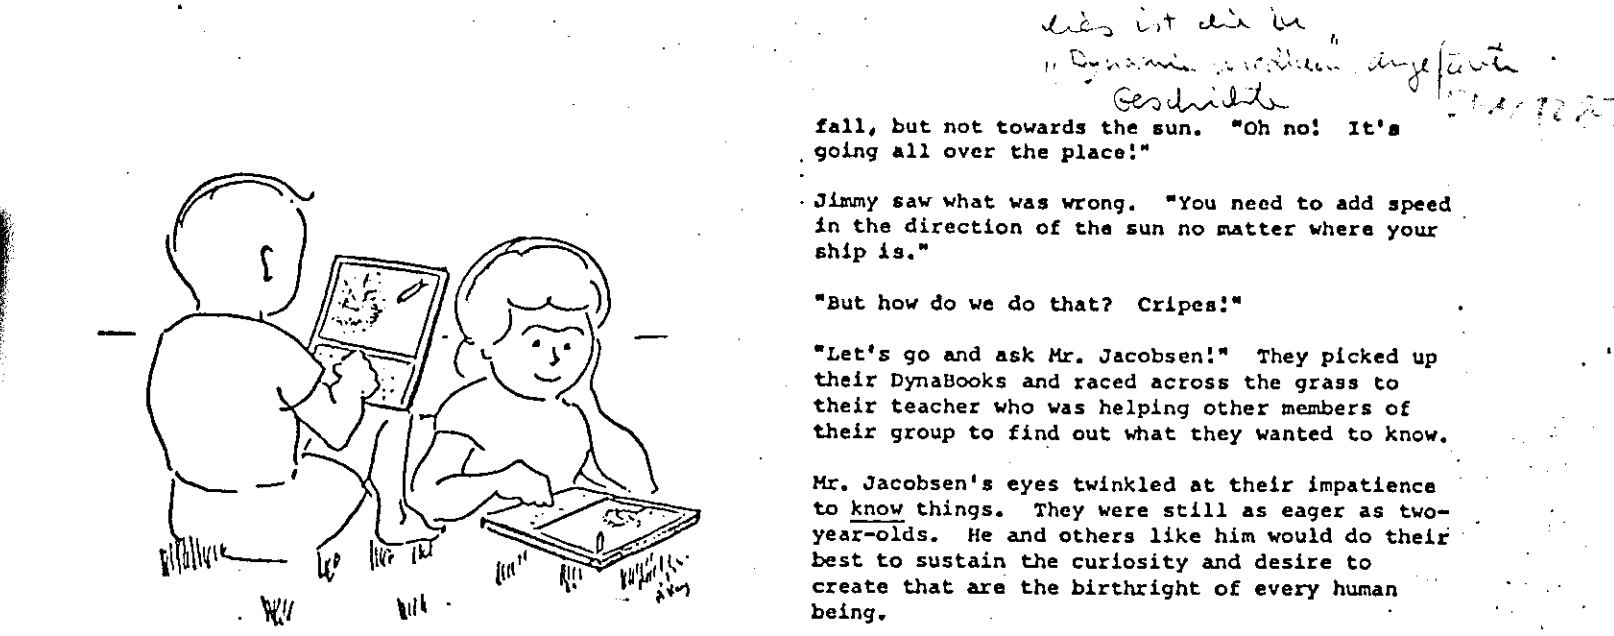 dies ist die in
"Dynamic" angeführte
Geschichte
fall, but not towards the sun.  "Oh no!  It's
going all over the place!"
Jimmy saw what was wrong.  "You need to add speed
in the direction of the sun no matter where your
ship is."
"But how do we do that?  Cripes!"
"Let's go and ask Mr. Jacobsen!"  They picked up
their DynaBooks and raced across the grass to
their teacher who was helping other members of
their group to find out what they wanted to know.
Mr. Jacobsen's eyes twinkled at their impatience
to know things.  They were still as eager as two-
year-olds.  He and others like him would do their
best to sustain the curiosity and desire to
create that are the birthright of every human
being.